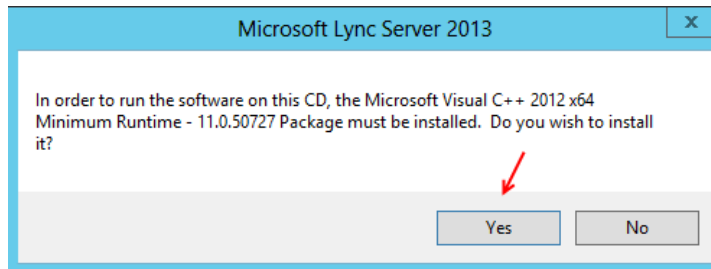 Microsoft Lync Server 2013
x
In order to run the software on this CD, the Microsoft Visual C++ 2012 x64
Minimum Runtime - 11.0.50727 Package must be installed.  Do you wish to install
it?
Yes
No